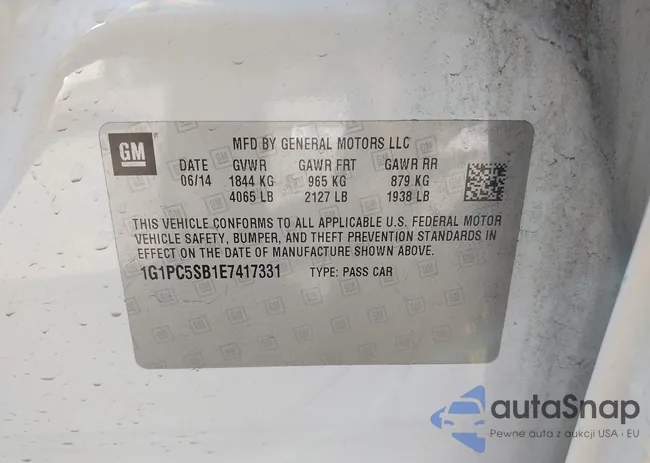 GM
MFD BY GENERAL MOTORS LLC
DATE GVWR GAWR FRT GAWR RR
06/14 1844 KG 965 KG 879 KG
4065 LB 2127 LB 1938 LB
THIS VEHICLE CONFORMS TO ALL APPLICABLE U.S. FEDERAL MOTOR
VEHICLE SAFETY, BUMPER, AND THEFT PREVENTION STANDARDS
IN EFFECT ON THE DATE OF MANUFACTURE SHOWN ABOVE.
1G1PC5SB1E7417331 TYPE: PASS CAR
autaSnap
Pewne auta z aukcji USA i EU